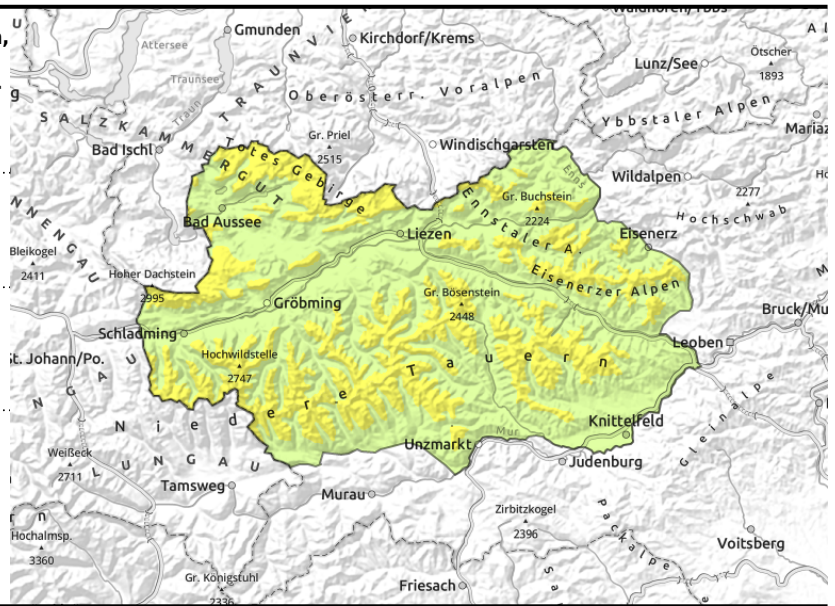 Gmunden
Kirchdorf/Krems
Attersee
Traunsee
Traun
TRAUNVIE
Lunz/See
Ötscher
1893
Oberösterr. Voralpen
Ybbstaler Alpen
SALZKAMMERGUT
Bad Ischl
Totes Gebirge
Gr. Priel
2515
Windischgarsten
Enns
Wildalpen
2277
Hochschwab
Bad Aussee
Gr. Buchstein
2224
Ennstaler A.
Liezen
Eisenerz
Bleikogel
2411
Hoher Dachstein
2995
Eisenerzer Alpen
Gröbming
Gr. Bösenstein
2448
Schladming
Leoben
St. Johann/Po.
Hochwildstelle
2747
Niedere Tauern
Knittelfeld
Mur
Unzmarkt
Judenburg
Gleinalpe
Weißeck
2711
LUNGAU
Tamsweg
Murau
Zirbitzkogel
2396
Packalpe
Voitsberg
Hochalmsp.
3360
Gr. Königstuhl
2336
Friesach